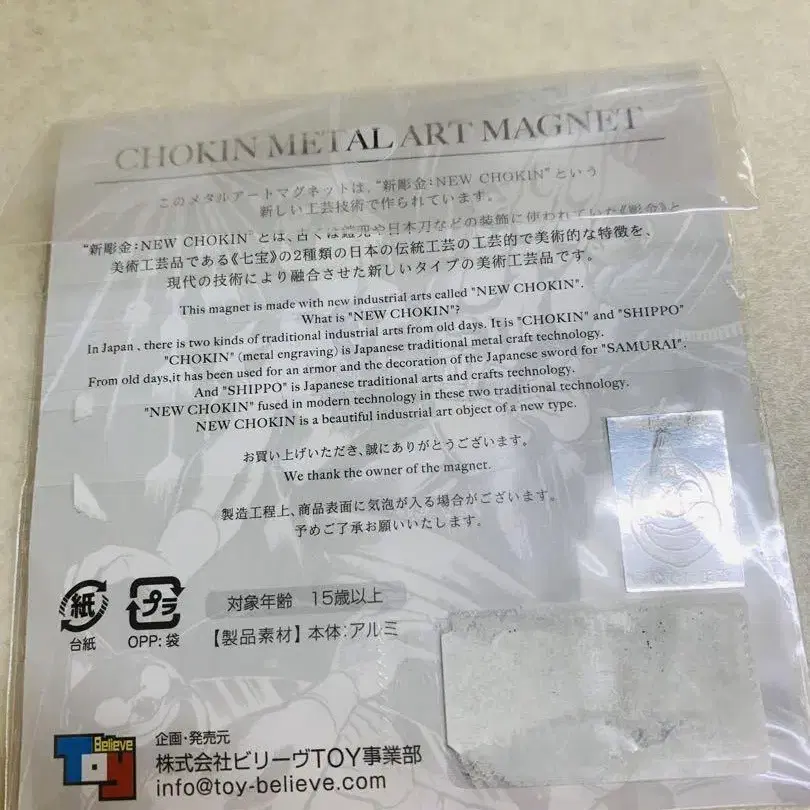 CHOKIN METAL ART MAGNET
このメタルアートマグネットは、"新彫金:NEW CHOKIN"という
新しい工芸技術で作られています。
"新彫金:NEW CHOKIN"とは、古くは鎧兜や日本刀などの装飾に使われていた《彫金》と
美術工芸品である《七宝》の2種類の日本の伝統工芸の工芸的で美術的な特徴を、
現代の技術により融合させた新しいタイプの美術工芸品です。
This magnet is made with new industrial arts called "NEW CHOKIN".
What is "NEW CHOKIN"?
In Japan , there is two kinds of traditional industrial arts from old days. It is "CHOKIN" and "SHIPPO"
"CHOKIN" (metal engraving) is Japanese traditional metal craft technology.
From old days,it has been used for an armor and the decoration of the Japanese sword for "SAMURAI".
And "SHIPPO" is Japanese traditional arts and crafts technology.
"NEW CHOKIN" fused in modern technology in these two traditional technology.
NEW CHOKIN is a beautiful industrial art object of a new type.
お買い上げいただき、誠にありがとうございます。
We thank the owner of the magnet.
製造工程上、商品表面に気泡が入る場合がございます。
予めご了承お願いいたします。
紙
台紙
プラ
OPP:袋
対象年齢 15歳以上
【製品素材】本体:アルミ
Believe
Toy
企画・発売元
株式会社ビリーヴTOY事業部
info@toy-believe.com